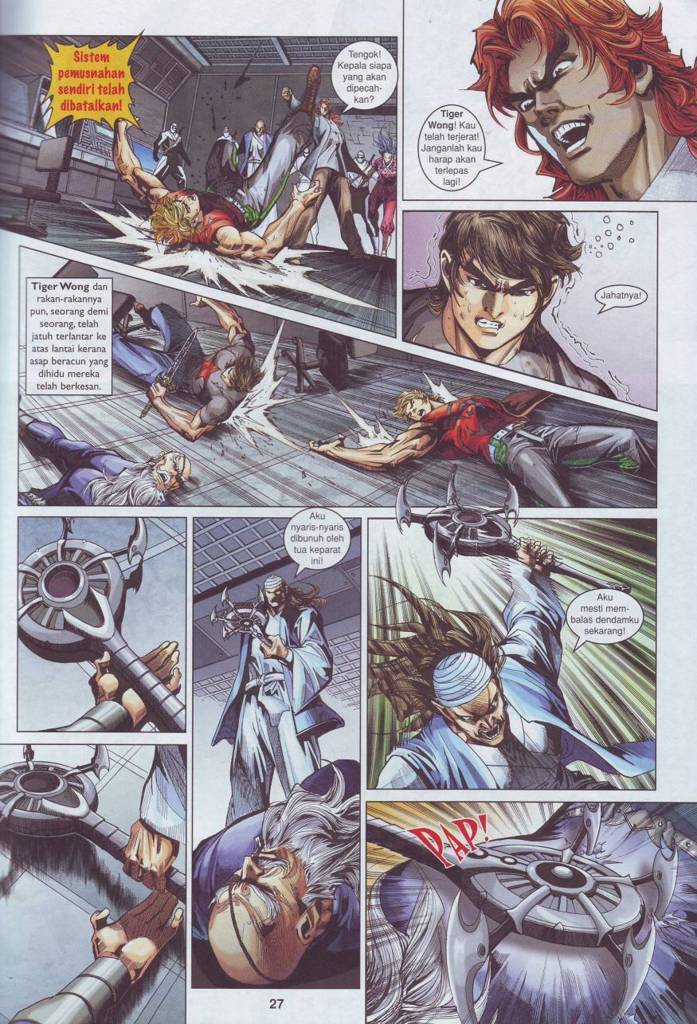 Sistem
pemusnahan
sendiri telah
dibatalkan!
Tengok!
Kepala siapa
yang akan
dipecah-
kan?
Tiger
Wong! Kau
telah terjerat!
Janganlah kau
harap akan
terlepas
lagi!
Jahatnya!
Tiger Wong dan
rakan-rakannya
pun, seorang demi
seorang, telah
jatuh terlantar ke
atas lantai kerana
asap beracun yang
dihidu mereka
telah berkesan.
Aku
nyaris-nyaris
dibunuh oleh
tua keparat
ini!
Aku
mesti mem-
balas dendamku
sekarang!
PAP!
27